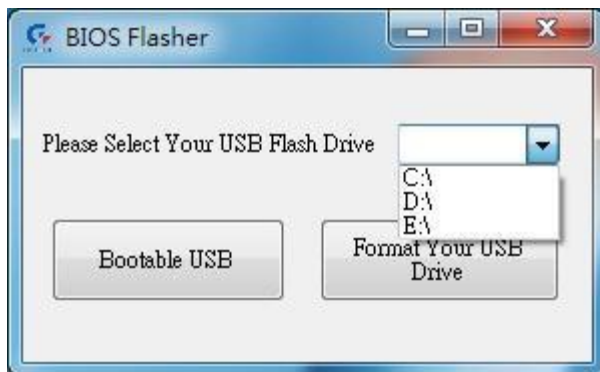 BIOS Flasher
Please Select Your USB Flash Drive
C:\
D:\
E:\
Bootable USB
Format Your USB
Drive